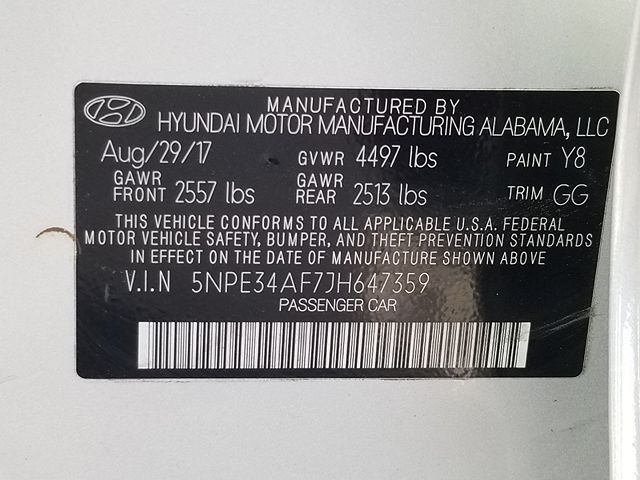 MANUFACTURED BY
HYUNDAI MOTOR MANUFACTURING ALABAMA, LLC
Aug/29/17 GVWR 4497 lbs PAINT Y8
GAWR FRONT 2557 lbs GAWR REAR 2513 lbs TRIM GG
THIS VEHICLE CONFORMS TO ALL APPLICABLE U.S.A. FEDERAL
MOTOR VEHICLE SAFETY, BUMPER, AND THEFT PREVENTION STANDARDS
IN EFFECT ON THE DATE OF MANUFACTURE SHOWN ABOVE
V.I.N 5NPE34AF7JH647359
PASSENGER CAR